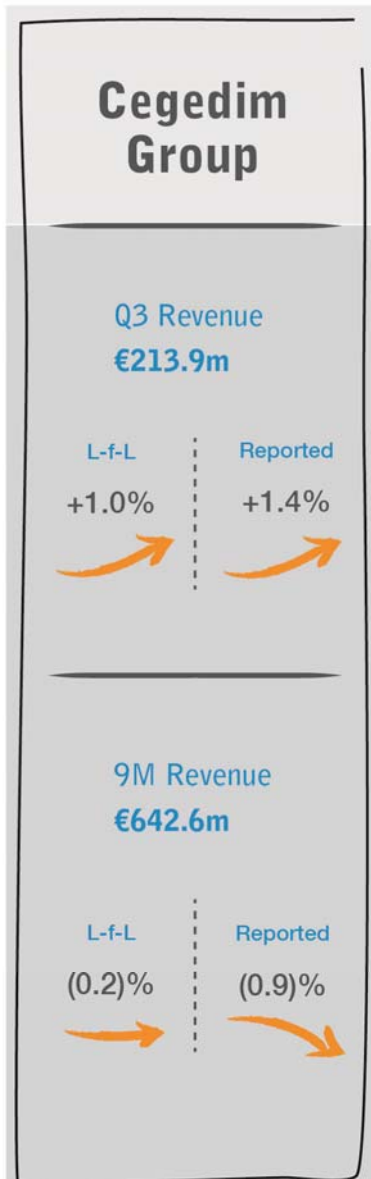 Cegedim
Group
Q3 Revenue
€213.9m
L-f-L Reported
+1.0% +1.4%
9M Revenue
€642.6m
L-f-L Reported
(0.2)% (0.9)%